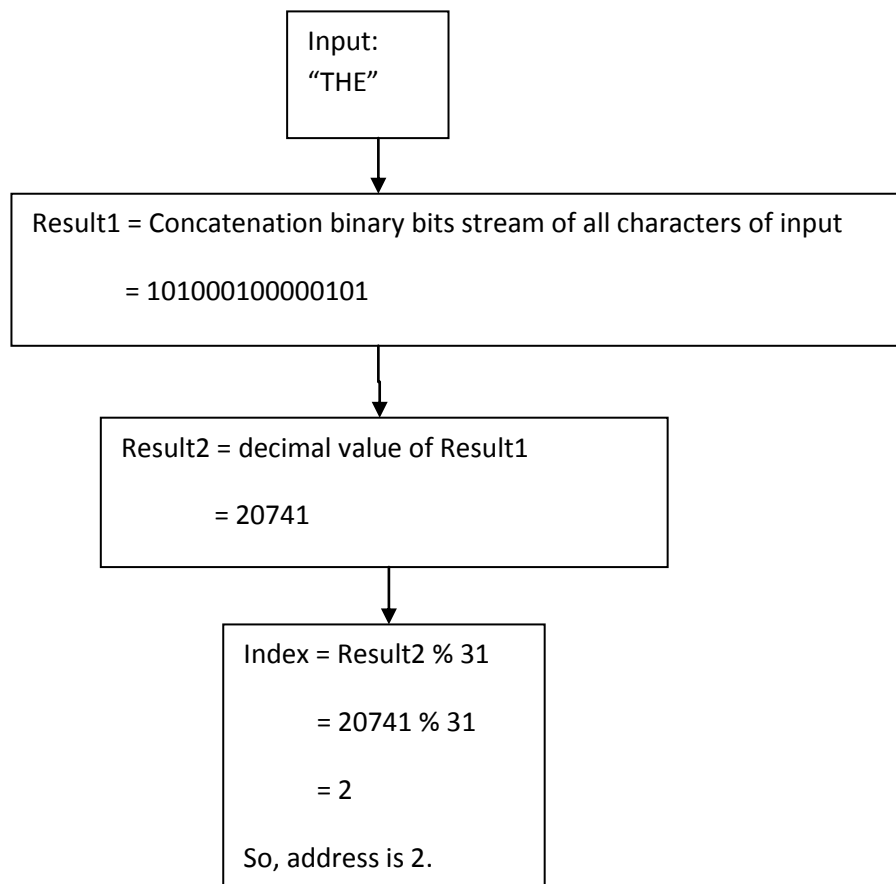 Input:
“THE”
Result1 = Concatenation binary bits stream of all characters of input
= 101000100000101
Result2 = decimal value of Result1
= 20741
Index = Result2 % 31
= 20741 % 31
= 2
So, address is 2.